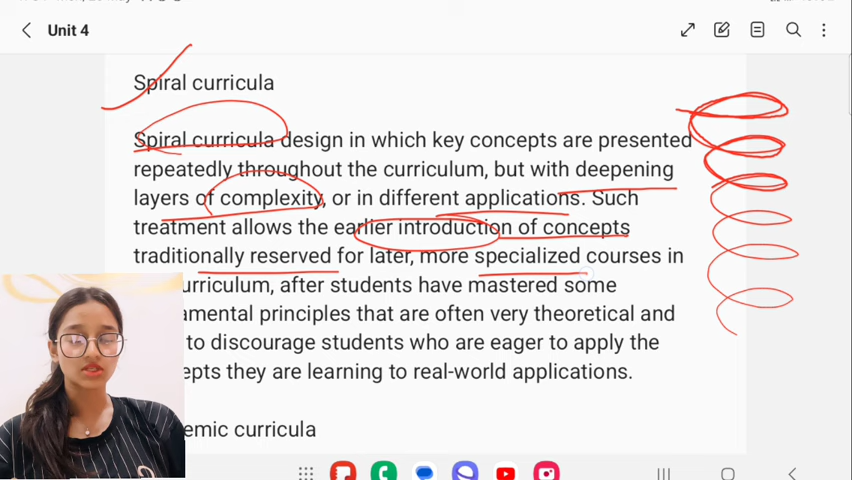 Unit 4
Spiral curricula
Spiral curricula design in which key concepts are presented
repeatedly throughout the curriculum, but with deepening
layers of complexity, or in different applications. Such
treatment allows the earlier introduction of concepts
traditionally reserved for later, more specialized courses in
urriculum, after students have mastered some
amental principles that are often very theoretical and
to discourage students who are eager to apply the
epts they are learning to real-world applications.
emic curricula